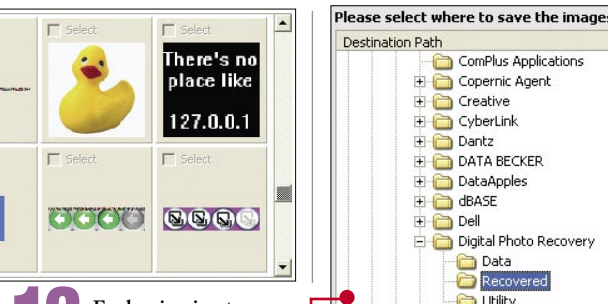 Select
Select
There's no
place like
127.0.0.1
Select
Select
Please select where to save the images
Destination Path
ComPlus Applications
Copernic Agent
Creative
CyberLink
Dantz
DATA BECKER
DataApples
dBASE
Dell
Digital Photo Recovery
Data
Recovered
Utility